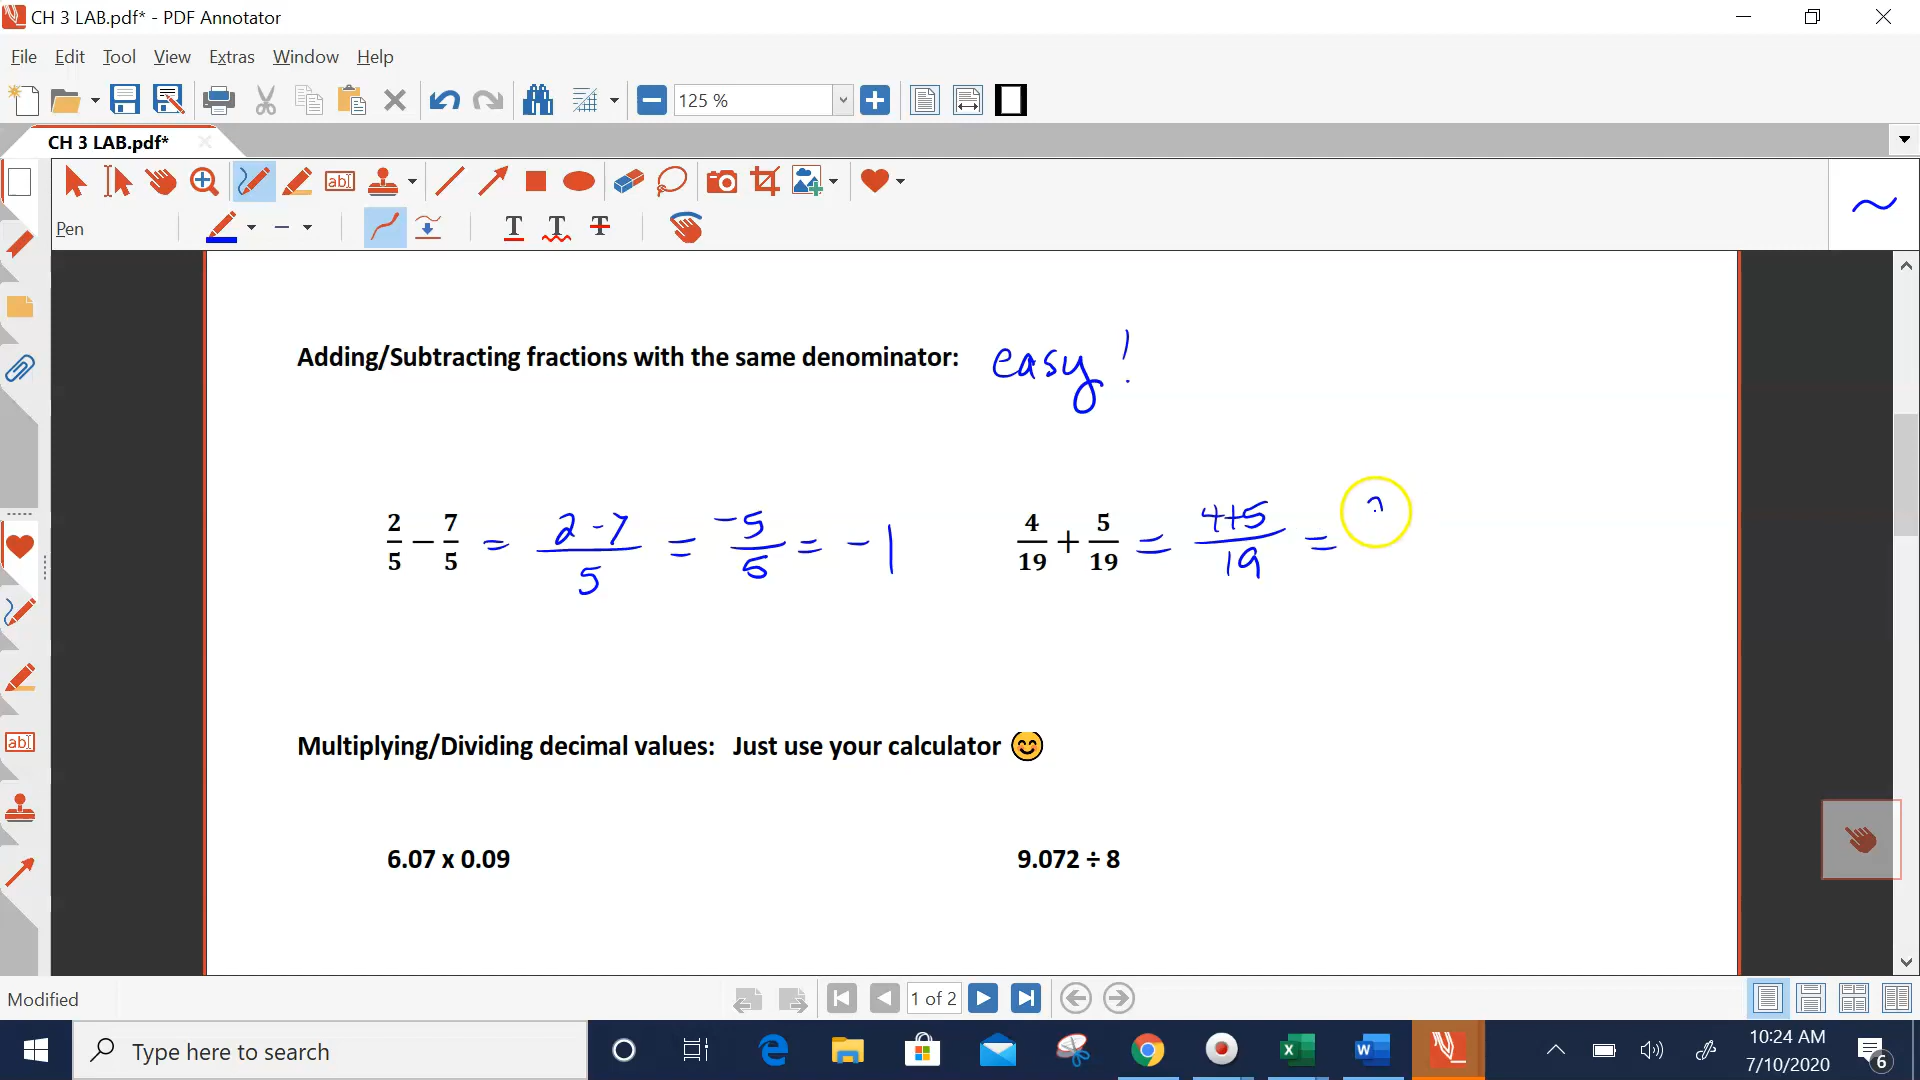 CH 3 LAB.pdf* - PDF Annotator
File Edit Tool View Extras Window Help
125 %
CH 3 LAB.pdf*
Pen
Adding/Subtracting fractions with the same denominator: easy!
2/5 − 7/5 = 2-7/5 = -5/5 = -1
4/19 + 5/19 = 4+5/19 =
Multiplying/Dividing decimal values: Just use your calculator 😊
6.07 x 0.09
9.072 ÷ 8
Modified
1 of 2
Type here to search
10:24 AM
7/10/2020
6